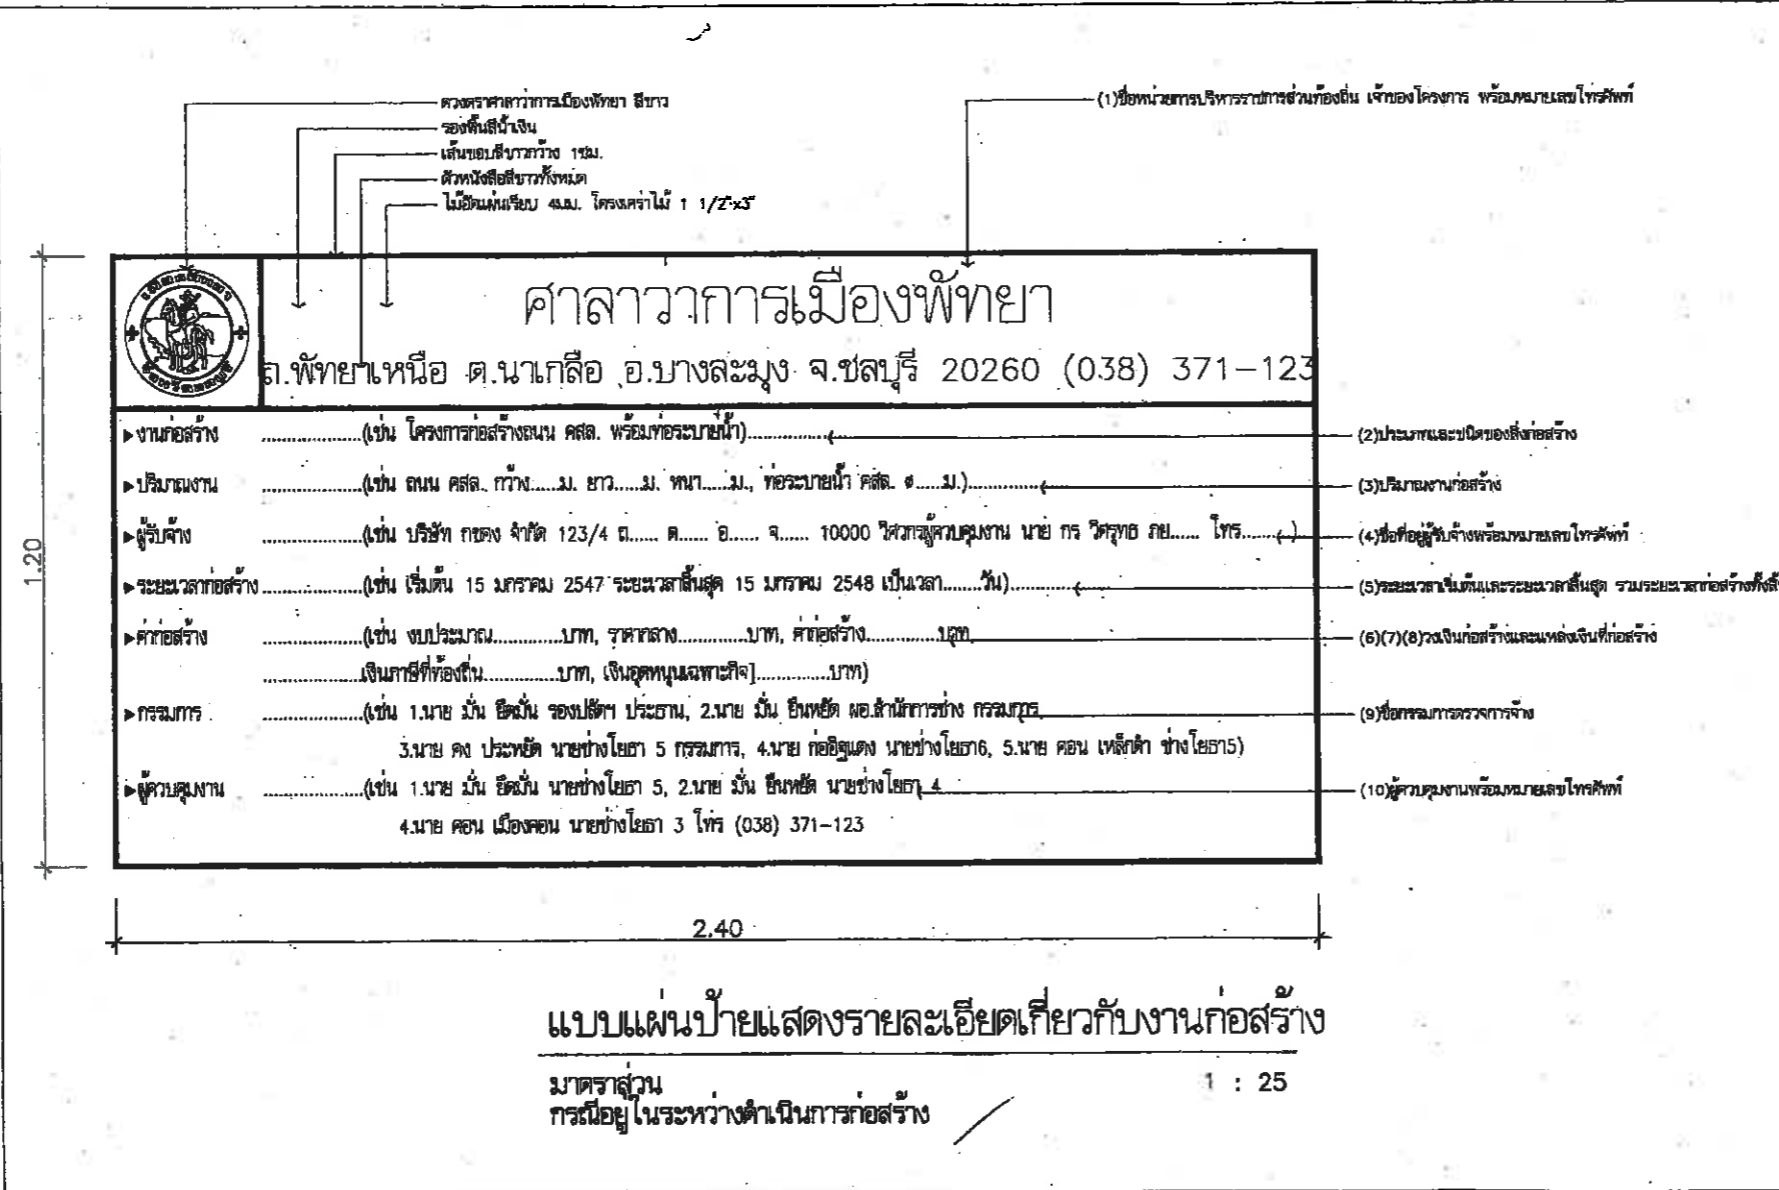 ดวงตราศาลาว่าการเมืองพัทยา สีขาว
รองพื้นสีน้ำเงิน
เส้นขอบสีขาวกว้าง 1ซม.
ตัวหนังสือสีขาวทั้งหมด
ไม้อัดแผ่นเรียบ 4มม. โครงเคร่าไม้ 1 1/2"x3"
(1)ชื่อหน่วยการบริหารราชการส่วนท้องถิ่น เจ้าของโครงการ พร้อมหมายเลขโทรศัพท์
ศาลาว่าการเมืองพัทยา
ถ.พัทยาเหนือ ต.นาเกลือ อ.บางละมุง จ.ชลบุรี 20260 (038) 371-123
▶งานก่อสร้าง ..................(เช่น โครงการก่อสร้างถนน คสล. พร้อมท่อระบายน้ำ)..............
(2)ประเภทและชนิดของสิ่งก่อสร้าง
▶ปริมาณงาน ..................(เช่น ถนน คสล. กว้าง.....ม. ยาว......ม. หนา.....ม., ท่อระบายน้ำ คสล. ø.....ม.).............
(3)ปริมาณงานก่อสร้าง
▶ผู้รับจ้าง ..................(เช่น บริษัท กขคง จำกัด 123/4 ถ...... ต...... อ...... จ...... 10000 วิศวกรผู้ควบคุมงาน นาย กร วิศรุทธ ภย...... โทร.......)
(4)ชื่อที่อยู่ผู้รับจ้างพร้อมหมายเลขโทรศัพท์
▶ระยะเวลาก่อสร้าง ..................(เช่น เริ่มต้น 15 มกราคม 2547 ระยะเวลาสิ้นสุด 15 มกราคม 2548 เป็นเวลา.......วัน)............
(5)ระยะเวลาเริ่มต้นและระยะเวลาสิ้นสุด รวมระยะเวลาก่อสร้างทั้งสิ้
▶ค่าก่อสร้าง ..................(เช่น งบประมาณ.............บาท, ราคากลาง.............บาท, ค่าก่อสร้าง.............บาท
(6)(7)(8)วงเงินก่อสร้างและแหล่งเงินที่ก่อสร้าง
..................เงินภาษีที่ท้องถิ่น..............บาท, เงินอุดหนุนเฉพาะกิจ]..............บาท)
▶กรรมการ ..................(เช่น 1.นาย มั่น ยึดมั่น รองปลัดฯ ประธาน, 2.นาย มั่น ยืนหยัด ผอ.สำนักการช่าง กรรมการ
(9)ชื่อกรรมการตรวจการจ้าง
3.นาย คง ประหยัด นายช่างโยธา 5 กรรมการ, 4.นาย ก่ออิฐแดง นายช่างโยธา6, 5.นาย คอน เหล็กดำ ช่างโยธา5)
▶ผู้ควบคุมงาน ..................(เช่น 1.นาย มั่น ยึดมั่น นายช่างโยธา 5, 2.นาย มั่น ยืนหยัด นายช่างโยธา 4
(10)ผู้ควบคุมงานพร้อมหมายเลขโทรศัพท์
4.นาย คอน เมืองคอน นายช่างโยธา 3 โทร (038) 371-123
1.20
2.40
แบบแผ่นป้ายแสดงรายละเอียดเกี่ยวกับงานก่อสร้าง
มาตราส่วน 1 : 25
กรณีอยู่ในระหว่างดำเนินการก่อสร้าง